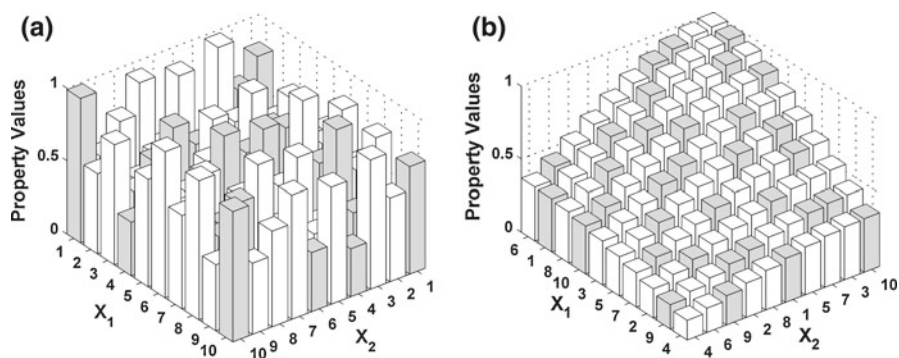 (a)
Property Values
1
0.5
0
1 2 3 4 5 6 7 8 9 10
X₁
10 9 8 7 6 5 4 3 2 1
X₂
(b)
Property Values
1
0.5
0
6 1 8 10 3 5 7 2 9 4
X₁
4 6 9 2 8 1 5 7 3 10
X₂